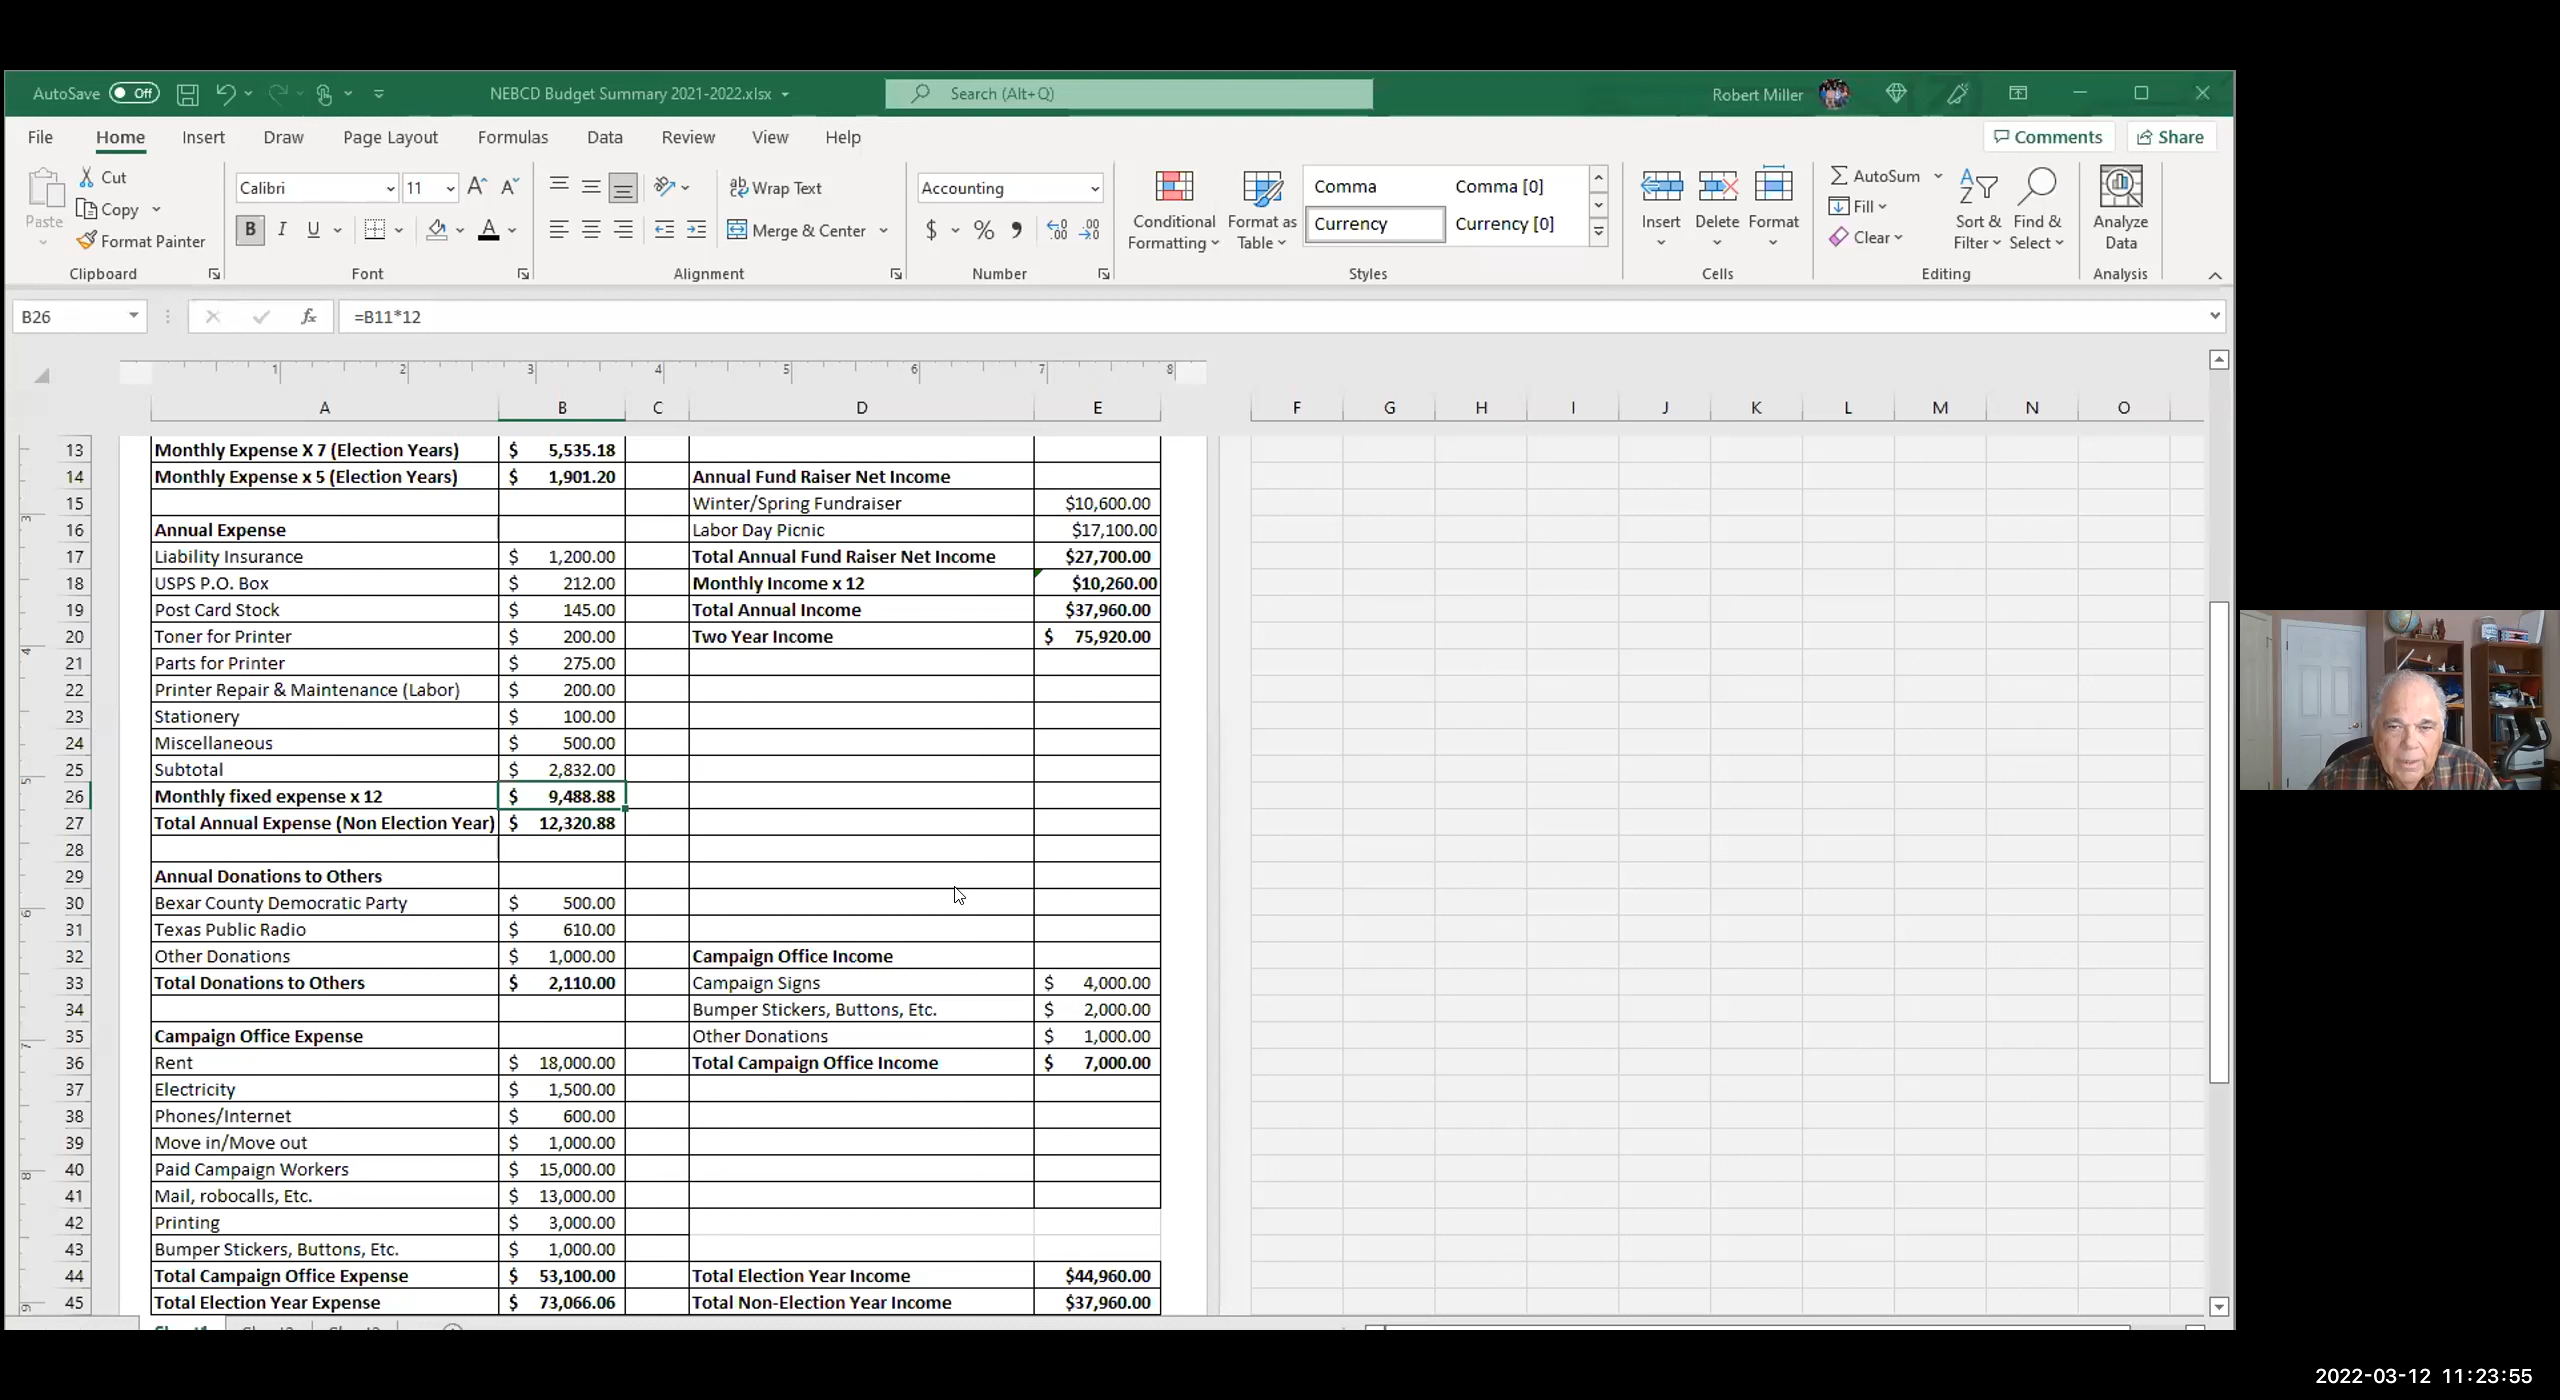 AutoSave Off NEBCD Budget Summary 2021-2022.xlsx Search (Alt+Q) Robert Miller
File Home Insert Draw Page Layout Formulas Data Review View Help Comments Share
Cut
Copy
Format Painter
Paste
Clipboard
Calibri 11
B I U A
Font
Wrap Text
Merge & Center
Alignment
Accounting
$ %
Number
Conditional Formatting
Format as Table
Comma Comma [0]
Currency Currency [0]
Styles
Insert Delete Format
Cells
AutoSum
Fill
Clear
Sort & Filter
Find & Select
Editing
Analyze Data
Analysis
B26 fx =B11*12
1 2 3 4 5 6 7 8
A B C D E F G H I J K L M N O
13 Monthly Expense X 7 (Election Years) $ 5,535.18
14 Monthly Expense x 5 (Election Years) $ 1,901.20 Annual Fund Raiser Net Income
15 Winter/Spring Fundraiser $10,600.00
16 Annual Expense Labor Day Picnic $17,100.00
17 Liability Insurance $ 1,200.00 Total Annual Fund Raiser Net Income $27,700.00
18 USPS P.O. Box $ 212.00 Monthly Income x 12 $10,260.00
19 Post Card Stock $ 145.00 Total Annual Income $37,960.00
20 Toner for Printer $ 200.00 Two Year Income $ 75,920.00
21 Parts for Printer $ 275.00
22 Printer Repair & Maintenance (Labor) $ 200.00
23 Stationery $ 100.00
24 Miscellaneous $ 500.00
25 Subtotal $ 2,832.00
26 Monthly fixed expense x 12 $ 9,488.88
27 Total Annual Expense (Non Election Year) $ 12,320.88
28
29 Annual Donations to Others
30 Bexar County Democratic Party $ 500.00
31 Texas Public Radio $ 610.00
32 Other Donations $ 1,000.00 Campaign Office Income
33 Total Donations to Others $ 2,110.00 Campaign Signs $ 4,000.00
34 Bumper Stickers, Buttons, Etc. $ 2,000.00
35 Campaign Office Expense Other Donations $ 1,000.00
36 Rent $ 18,000.00 Total Campaign Office Income $ 7,000.00
37 Electricity $ 1,500.00
38 Phones/Internet $ 600.00
39 Move in/Move out $ 1,000.00
40 Paid Campaign Workers $ 15,000.00
41 Mail, robocalls, Etc. $ 13,000.00
42 Printing $ 3,000.00
43 Bumper Stickers, Buttons, Etc. $ 1,000.00
44 Total Campaign Office Expense $ 53,100.00 Total Election Year Income $44,960.00
45 Total Election Year Expense $ 73,066.06 Total Non-Election Year Income $37,960.00
2022-03-12 11:23:55